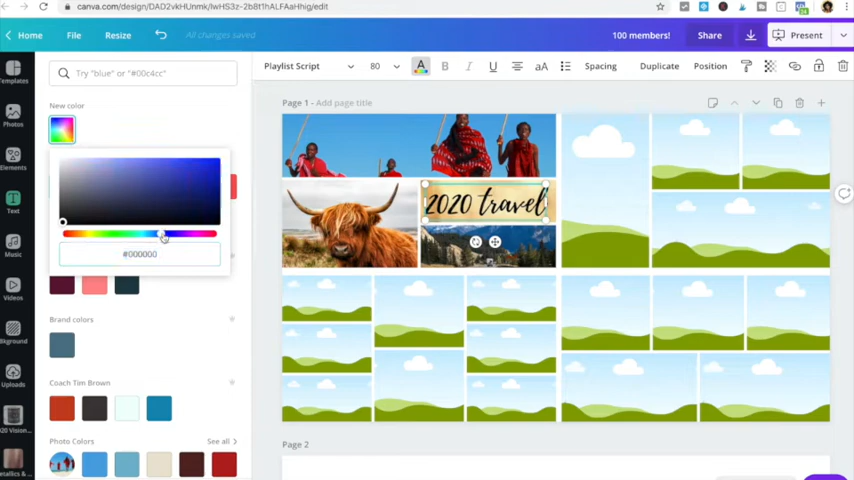 canva.com/design/DAD2vkHUnmk/IwHS3z-2b8t1hALFAaHhig/edit
Home
File
Resize
All changes saved
100 members!
Share
Present
Try "blue" or "#00c4cc"
Playlist Script
80
A
B
I
U
aA
Spacing
Duplicate
Position
Templates
Photos
Elements
Text
Music
Videos
Bkground
Uploads
New color
#000000
Brand colors
Coach Tim Brown
Photo Colors
See all
Page 1 - Add page title
2020 travel
Page 2